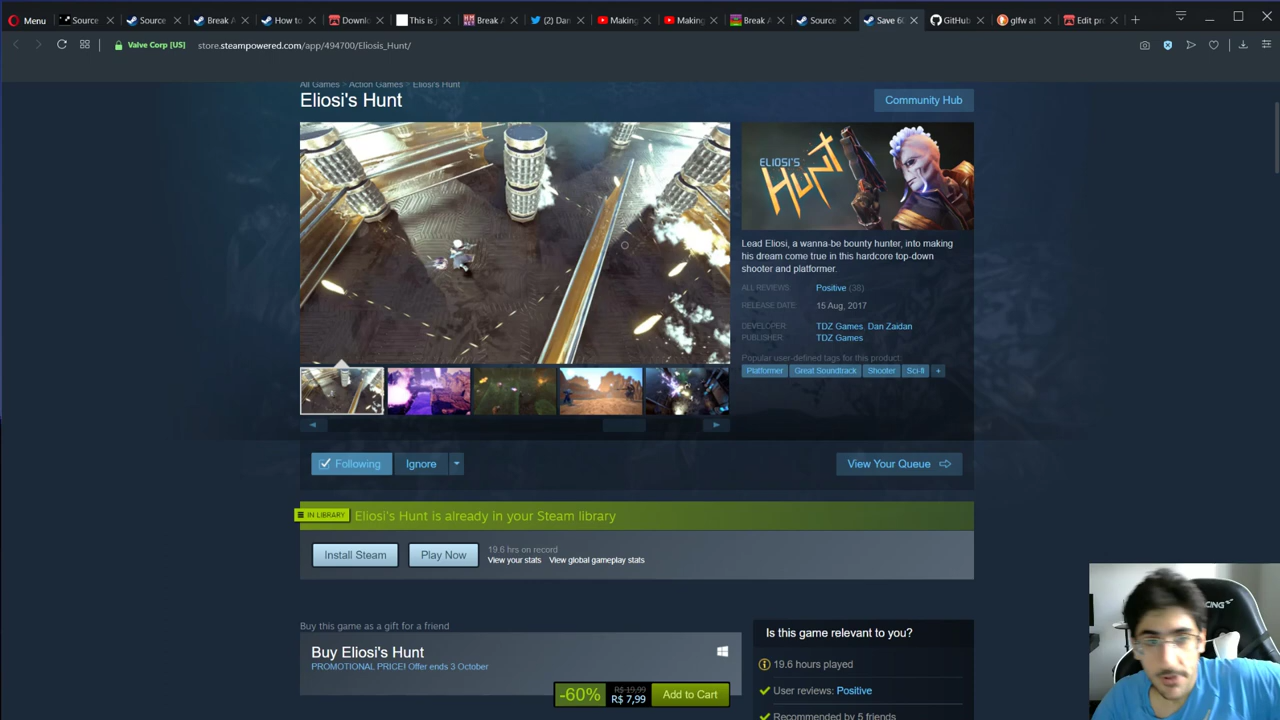 Menu
Source
Source
Break A
How to
Downlo
This is j
Break A
(2) Dan
Making
Making
Break A
Source
Save 60
GitHub:
glfw at
Edit pro
Valve Corp [US]
store.steampowered.com/app/494700/Eliosis_Hunt/
All Games > Action Games > Eliosi's Hunt
Eliosi's Hunt
Community Hub
ELIOSI'S
HUNT
Lead Eliosi, a wanna-be bounty hunter, into making
his dream come true in this hardcore top-down
shooter and platformer.
ALL REVIEWS: Positive (38)
RELEASE DATE: 15 Aug, 2017
DEVELOPER: TDZ Games, Dan Zaidan
PUBLISHER: TDZ Games
Popular user-defined tags for this product:
Platformer Great Soundtrack Shooter Sci-fi +
Following Ignore
View Your Queue
IN LIBRARY Eliosi's Hunt is already in your Steam library
Install Steam Play Now
19.6 hrs on record
View your stats View global gameplay stats
Buy this game as a gift for a friend
Buy Eliosi's Hunt
PROMOTIONAL PRICE! Offer ends 3 October
-60% R$ 19,99 R$ 7,99 Add to Cart
Is this game relevant to you?
19.6 hours played
User reviews: Positive
Recommended by 5 friends